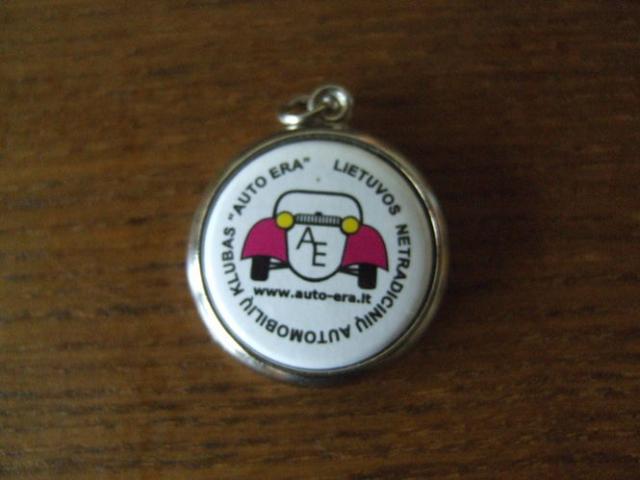 LIETUVOS NETRADICINIŲ AUTOMOBILIŲ KLUBAS "AUTO ERA"
AE
www.auto-era.lt